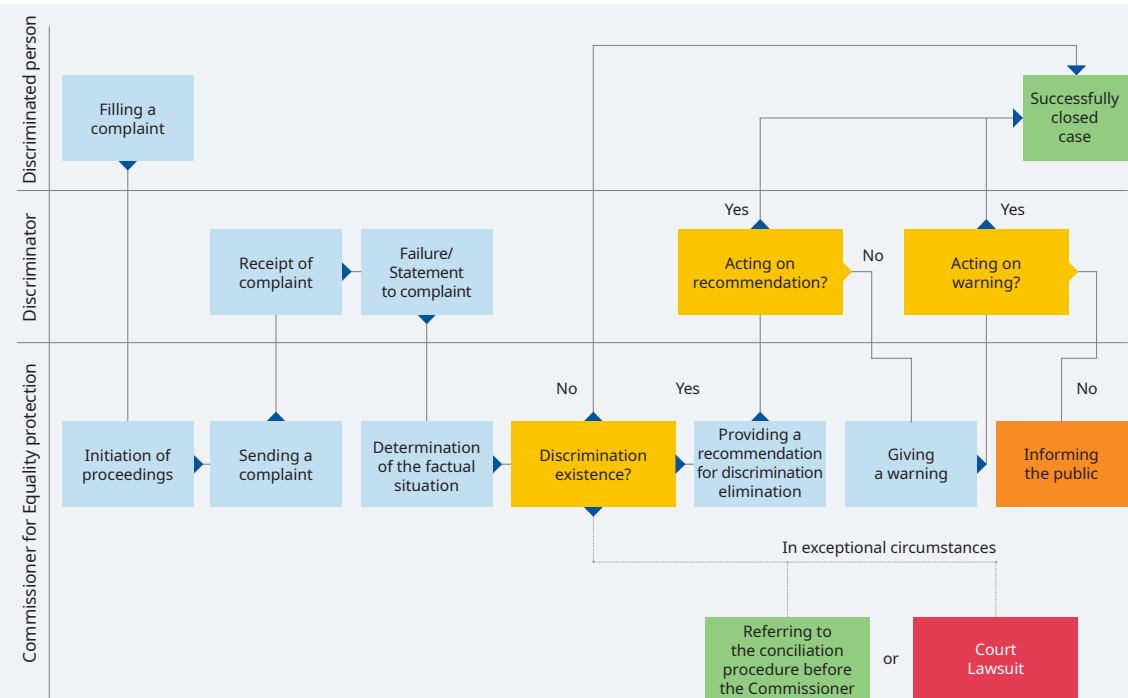 Discriminated person
Filling a
complaint
Successfully
closed
case
Discriminator
Receipt of
complaint
Failure/
Statement
to complaint
Yes
Acting on
recommendation?
No
Yes
Acting on
warning?
Commissioner for Equality protection
Initiation of
proceedings
Sending a
complaint
Determination
of the factual
situation
No
Yes
Discrimination
existence?
Providing a
recommendation
for discrimination
elimination
Giving
a warning
No
Informing
the public
In exceptional circumstances
Referring to
the conciliation
procedure before
the Commissioner
or
Court
Lawsuit